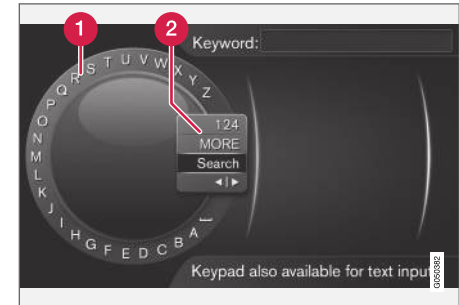 1
2
Keyword:
A B C D E F G H I J K L M N O P Q R S T U V W X Y Z
124
MORE
Search
Keypad also available for text input
G050382